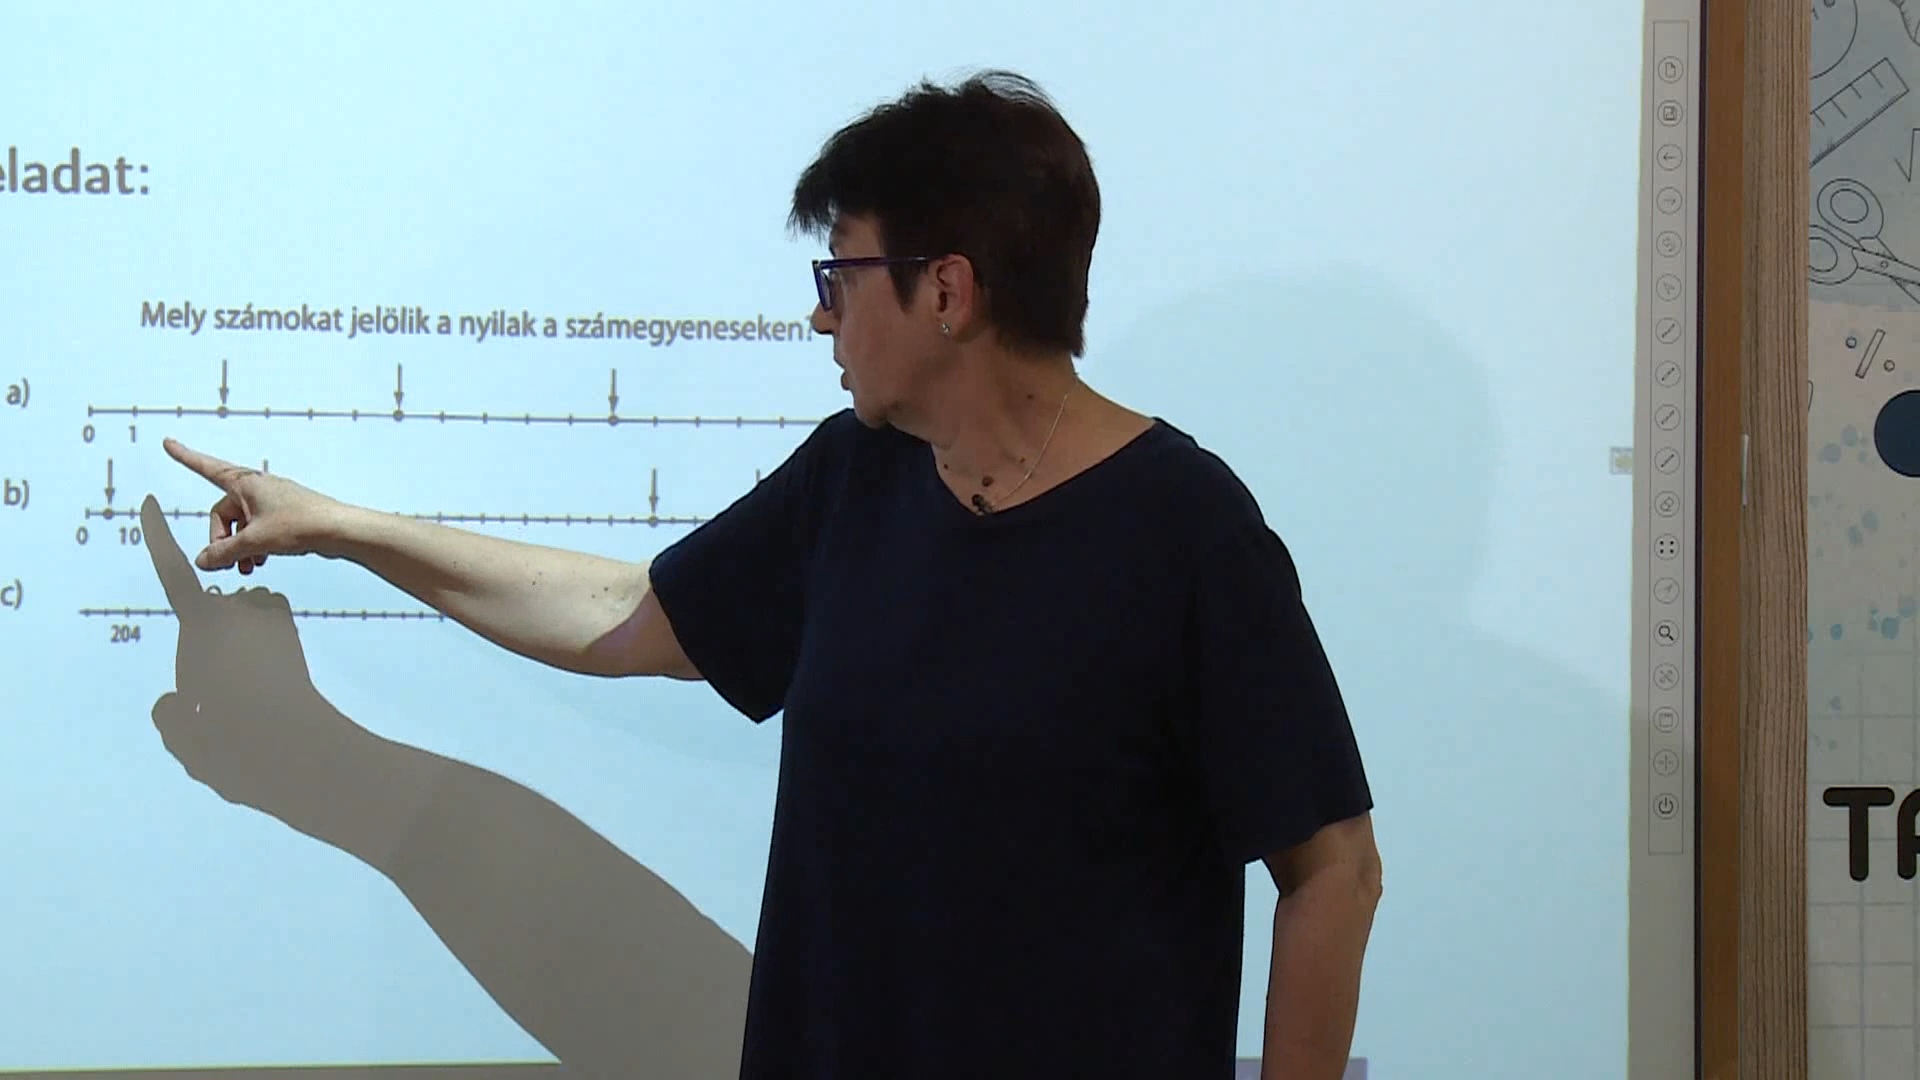 eladat:
Mely számokat jelölik a nyilak a számegyeneseken?
a)
0 1
b)
0 10
c)
204
TA